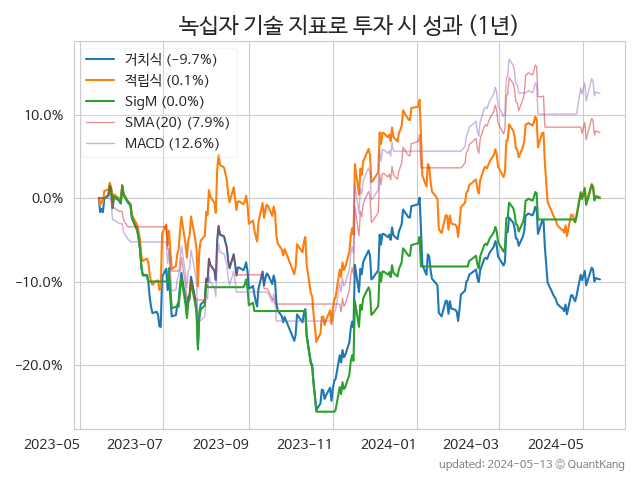 녹십자 기술 지표로 투자 시 성과 (1년)
거치식 (−9.7%)
적립식 (0.1%)
SigM (0.0%)
SMA(20) (7.9%)
MACD (12.6%)
10.0%
0.0%
−10.0%
−20.0%
2023−05 2023−07 2023−09 2023−11 2024−01 2024−03 2024−05
updated: 2024-05-13 © QuantKang